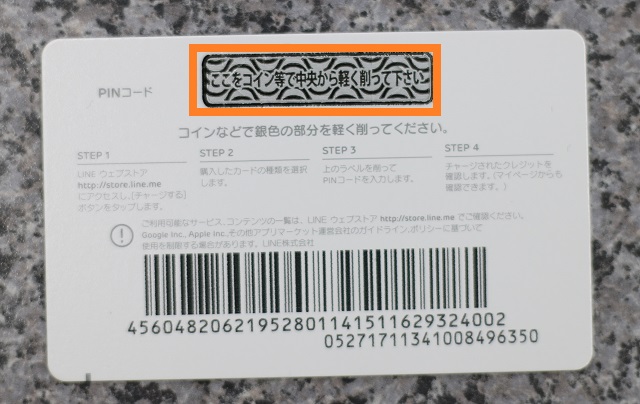 ここをコイン等で中央から軽く削って下さい
PINコード
コインなどで銀色の部分を軽く削ってください。
STEP 1
LINE ウェブストア
http://store.line.me
にアクセスし、[チャージする]
ボタンをタップします。
STEP 2
購入したカードの種類を選択
します。
STEP 3
上のラベルを削って
PINコードを入力します。
STEP 4
チャージされたクレジットを
確認します。(マイページからも
確認できます。)
ご利用可能なサービス、コンテンツの一覧は、LINE ウェブストア http://store.line.me でご確認ください。
Google Inc., Apple Inc.,その他アプリマーケット運営会社のガイドライン、ポリシーに基づいて
使用を制限する場合があります。LINE株式会社
45604820621952801141511629324002
05271711341008496350